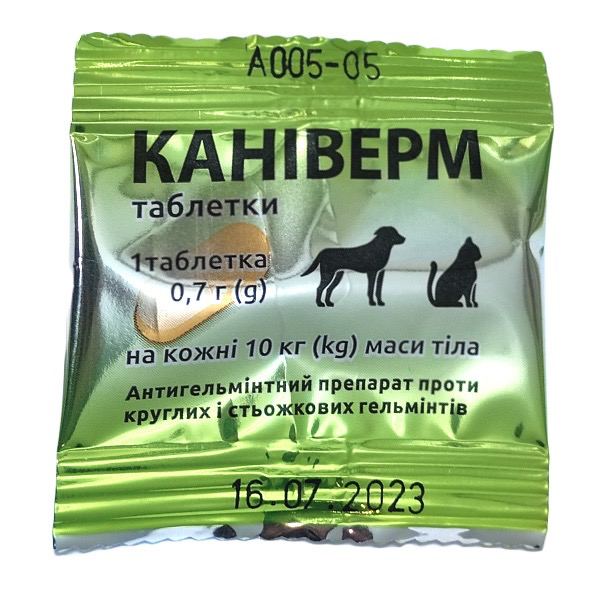 А005-05
КАНІВЕРМ
таблетки
1таблетка
0,7 г (g)
на кожні 10 кг (kg) маси тіла
Антигельмінтний препарат проти
круглих і стьожкових гельмінтів
16.07.2023